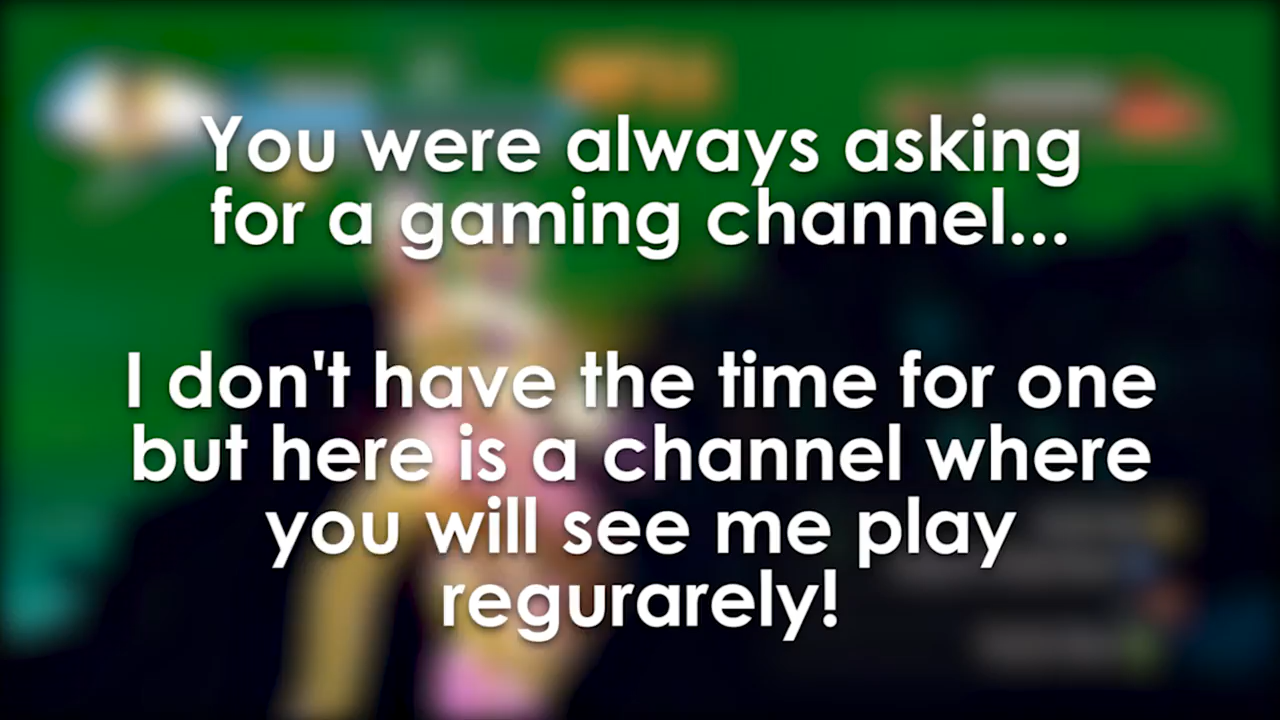 You were always asking
for a gaming channel...
I don't have the time for one
but here is a channel where
you will see me play
regurarely!